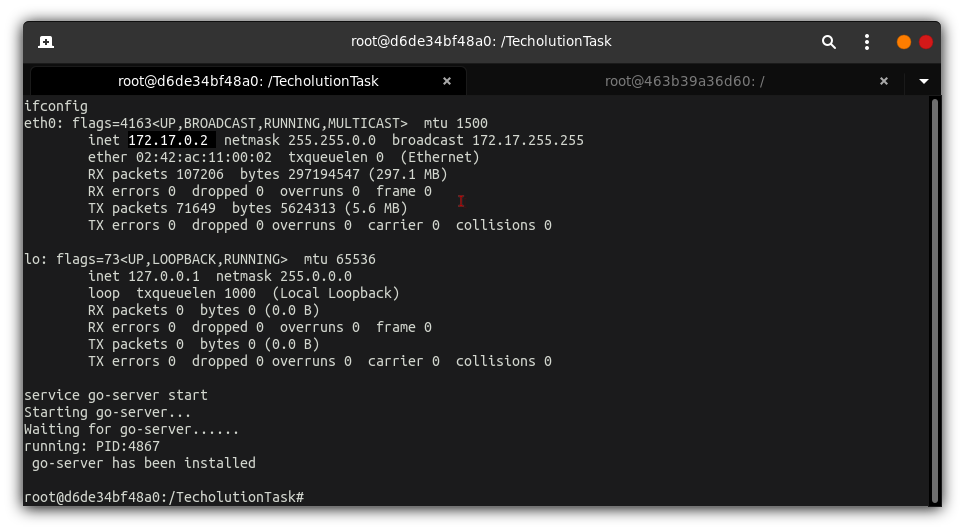 root@d6de34bf48a0: /TecholutionTask
root@d6de34bf48a0: /TecholutionTask × root@463b39a36d60: / ×
ifconfig
eth0: flags=4163<UP,BROADCAST,RUNNING,MULTICAST>  mtu 1500
        inet 172.17.0.2  netmask 255.255.0.0  broadcast 172.17.255.255
        ether 02:42:ac:11:00:02  txqueuelen 0  (Ethernet)
        RX packets 107206  bytes 297194547 (297.1 MB)
        RX errors 0  dropped 0  overruns 0  frame 0
        TX packets 71649  bytes 5624313 (5.6 MB)
        TX errors 0  dropped 0 overruns 0  carrier 0  collisions 0
lo: flags=73<UP,LOOPBACK,RUNNING>  mtu 65536
        inet 127.0.0.1  netmask 255.0.0.0
        loop  txqueuelen 1000  (Local Loopback)
        RX packets 0  bytes 0 (0.0 B)
        RX errors 0  dropped 0  overruns 0  frame 0
        TX packets 0  bytes 0 (0.0 B)
        TX errors 0  dropped 0 overruns 0  carrier 0  collisions 0
service go-server start
Starting go-server...
Waiting for go-server......
running: PID:4867
 go-server has been installed
root@d6de34bf48a0:/TecholutionTask#